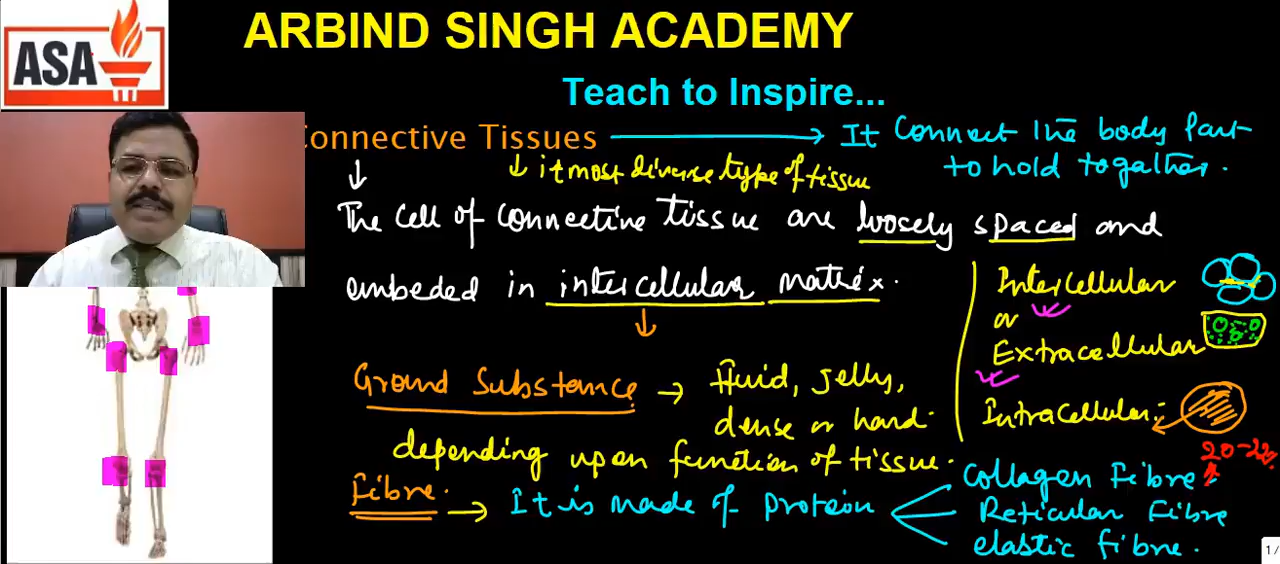 ASA
ARBIND SINGH ACADEMY
Teach to Inspire...
onnective Tissues → It Connect the body Part
to hold togather.
↓ it most diverse type of tissue
The Cell of connective tissue are loosely spaced and
embeded in intercellular matrix.
Intercellular
or
Extracellular
Intracellular:-
Ground Substance → fluid, jelly,
dense or hard
depending upon function of tissue.
Fibre. → It is made of protein
20-25%
Collagen Fibre
Reticular Fibre
elastic fibre.
1/